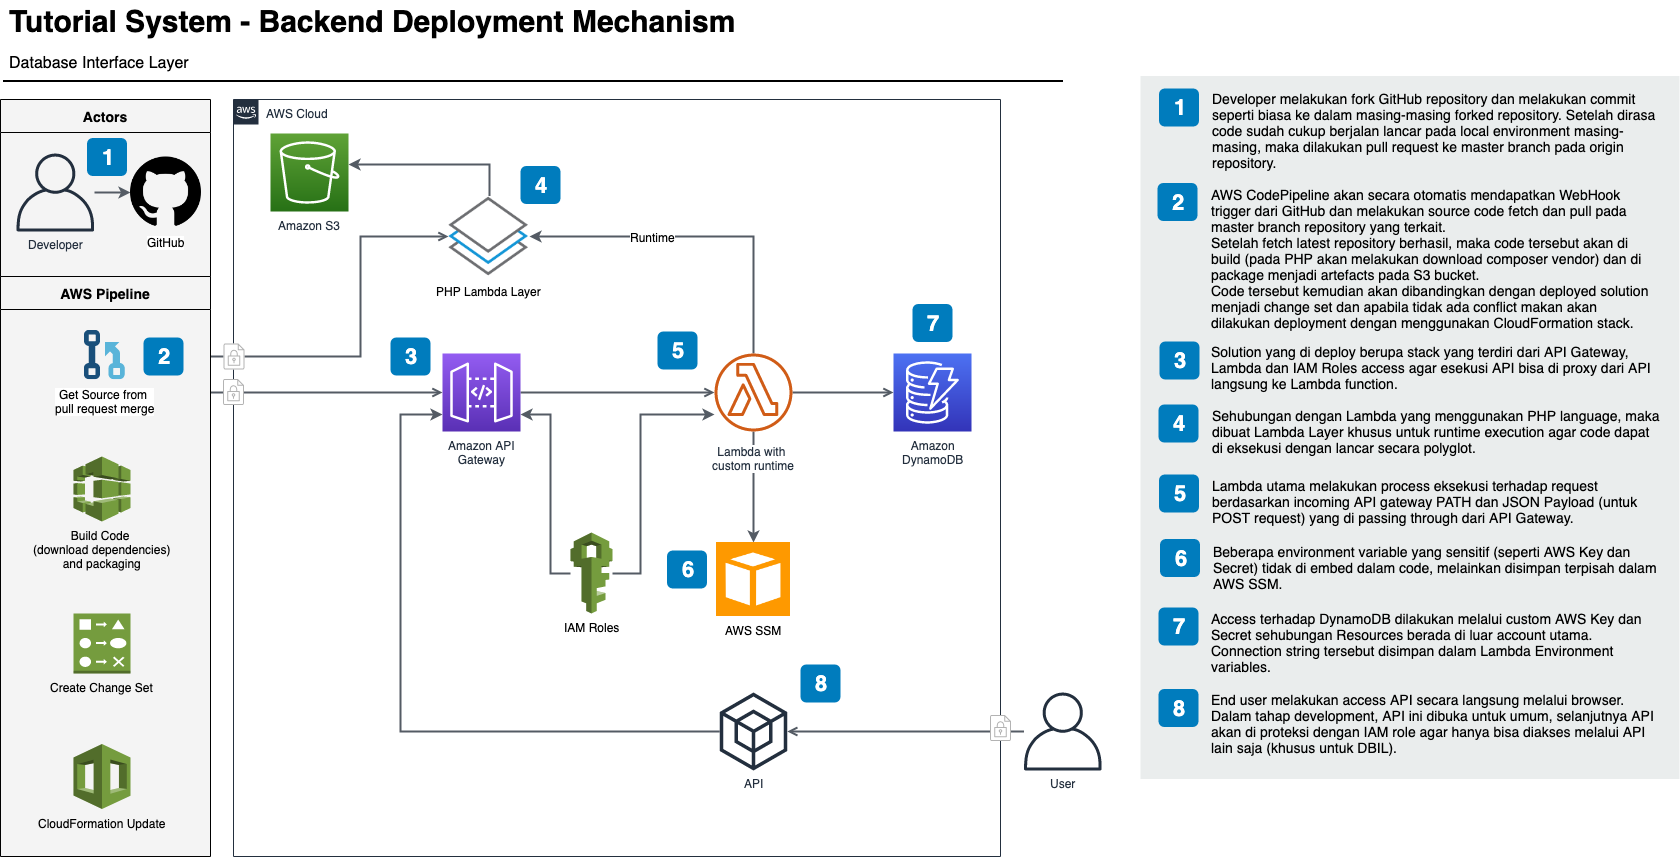 Tutorial System - Backend Deployment Mechanism
Database Interface Layer
Actors
1
Developer
GitHub
AWS Pipeline
2
Get Source from
pull request merge
Build Code
(download dependencies)
and packaging
Create Change Set
CloudFormation Update
aws
AWS Cloud
Amazon S3
4
PHP Lambda Layer
Runtime
3
Amazon API
Gateway
5
Lambda with
custom runtime
7
Amazon
DynamoDB
IAM Roles
6
AWS SSM
8
API
User
1
Developer melakukan fork GitHub repository dan melakukan commit
seperti biasa ke dalam masing-masing forked repository. Setelah dirasa
code sudah cukup berjalan lancar pada local environment masing-
masing, maka dilakukan pull request ke master branch pada origin
repository.
2
AWS CodePipeline akan secara otomatis mendapatkan WebHook
trigger dari GitHub dan melakukan source code fetch dan pull pada
master branch repository yang terkait.
Setelah fetch latest repository berhasil, maka code tersebut akan di
build (pada PHP akan melakukan download composer vendor) dan di
package menjadi artefacts pada S3 bucket.
Code tersebut kemudian akan dibandingkan dengan deployed solution
menjadi change set dan apabila tidak ada conflict makan akan
dilakukan deployment dengan menggunakan CloudFormation stack.
3
Solution yang di deploy berupa stack yang terdiri dari API Gateway,
Lambda dan IAM Roles access agar esekusi API bisa di proxy dari API
langsung ke Lambda function.
4
Sehubungan dengan Lambda yang menggunakan PHP language, maka
dibuat Lambda Layer khusus untuk runtime execution agar code dapat
di eksekusi dengan lancar secara polyglot.
5
Lambda utama melakukan process eksekusi terhadap request
berdasarkan incoming API gateway PATH dan JSON Payload (untuk
POST request) yang di passing through dari API Gateway.
6
Beberapa environment variable yang sensitif (seperti AWS Key dan
Secret) tidak di embed dalam code, melainkan disimpan terpisah dalam
AWS SSM.
7
Access terhadap DynamoDB dilakukan melalui custom AWS Key dan
Secret sehubungan Resources berada di luar account utama.
Connection string tersebut disimpan dalam Lambda Environment
variables.
8
End user melakukan access API secara langsung melalui browser.
Dalam tahap development, API ini dibuka untuk umum, selanjutnya API
akan di proteksi dengan IAM role agar hanya bisa diakses melalui API
lain saja (khusus untuk DBIL).